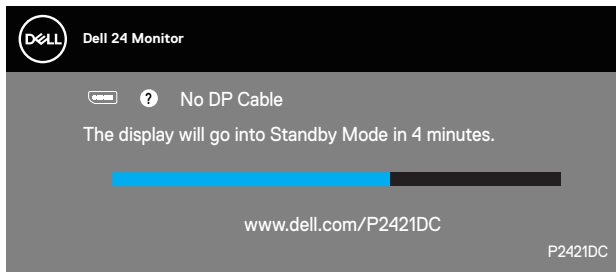 DELL
Dell 24 Monitor
? No DP Cable
The display will go into Standby Mode in 4 minutes.
www.dell.com/P2421DC
P2421DC